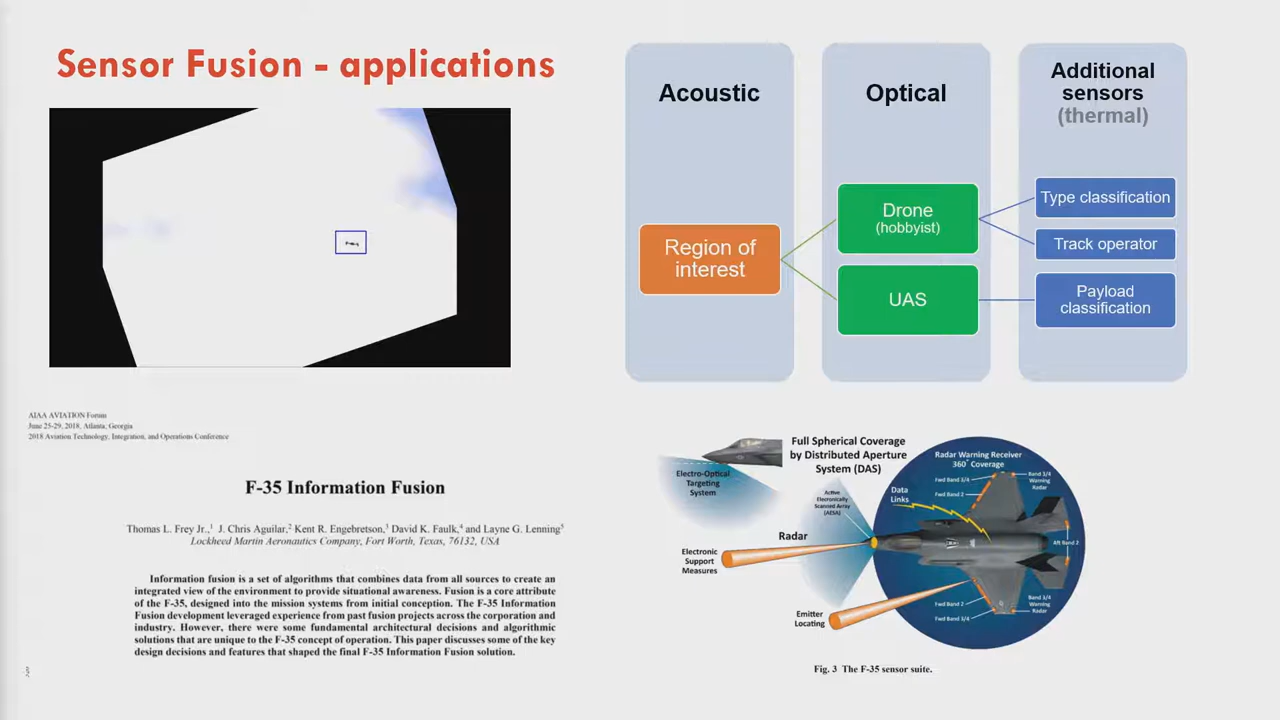 Sensor Fusion - applications
Acoustic
Optical
Additional
sensors
(thermal)
Region of
interest
Drone
(hobbyist)
UAS
Type classification
Track operator
Payload
classification
AIAA AVIATION Forum
June 25-29, 2018, Atlanta, Georgia
2018 Aviation Technology, Integration, and Operations Conference
F-35 Information Fusion
Thomas L. Frey Jr.,1 J. Chris Aguilar,2 Kent R. Engebretson,3 David K. Faulk,4 and Layne G. Lenning5
Lockheed Martin Aeronautics Company, Fort Worth, Texas, 76132, USA
Information fusion is a set of algorithms that combines data from all sources to create an
integrated view of the environment to provide situational awareness. Fusion is a core attribute
of the F-35, designed into the mission systems from initial conception. The F-35 Information
Fusion development leveraged experience from past fusion projects across the corporation and
industry. However, there were some fundamental architectural decisions and algorithmic
solutions that are unique to the F-35 concept of operation. This paper discusses some of the key
design decisions and features that shaped the final F-35 Information Fusion solution.
Full Spherical Coverage
by Distributed Aperture
System (DAS)
Electro-Optical
Targeting
System
Active
Electronically
Scanned Array
(AESA)
Radar
Electronic
Support
Measures
Emitter
Locating
Data
Links
Radar Warning Receiver
360° Coverage
Fwd Band 3/4
Fwd Band 2
Band 3/4
Warning
Radar
Aft Band 2
Fwd Band 2
Fwd Band 3/4
Band 3/4
Warning
Radar
Fig. 3 The F-35 sensor suite.